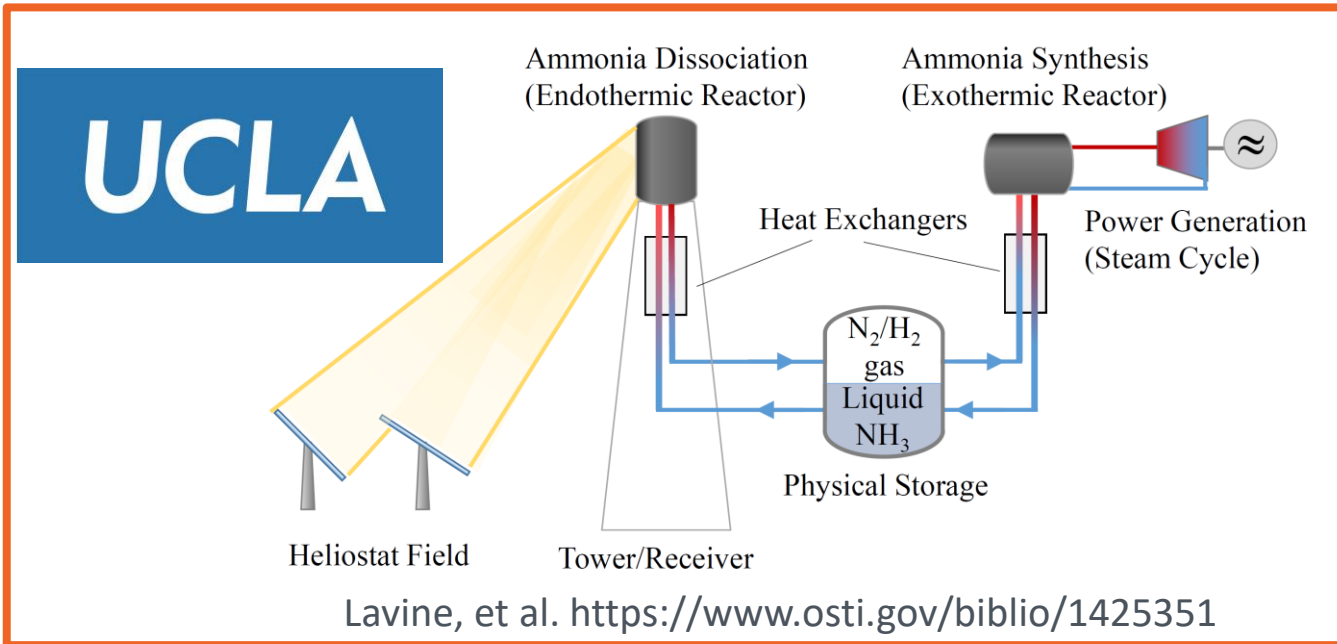 UCLA
Ammonia Dissociation
(Endothermic Reactor)
Ammonia Synthesis
(Exothermic Reactor)
≈
Heat Exchangers
Power Generation
(Steam Cycle)
N₂/H₂
gas
Liquid
NH₃
Physical Storage
Heliostat Field
Tower/Receiver
Lavine, et al. https://www.osti.gov/biblio/1425351